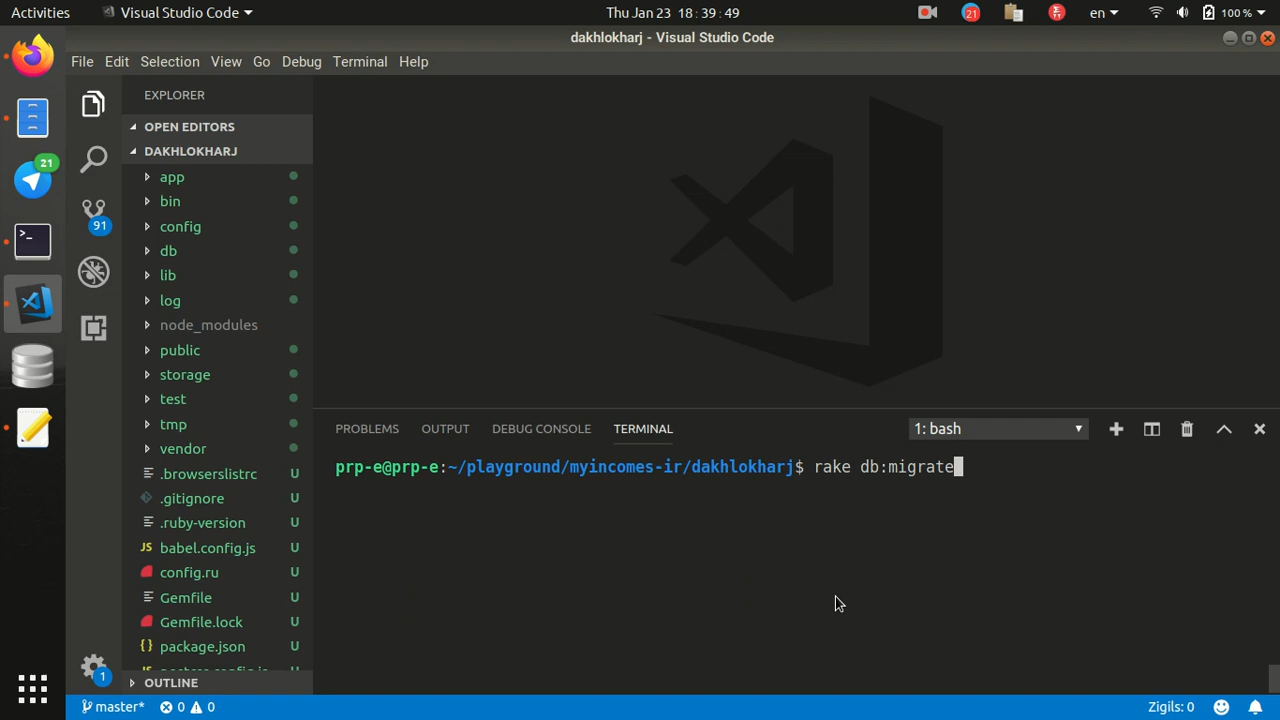 Activities
Visual Studio Code
Thu Jan 23 18:39:49
21
en
100 %
dakhlokharj - Visual Studio Code
File Edit Selection View Go Debug Terminal Help
EXPLORER
OPEN EDITORS
DAKHLOKHARJ
app
bin
config
db
lib
log
node_modules
public
storage
test
tmp
vendor
.browserslistrc U
.gitignore U
.ruby-version U
JS babel.config.js U
config.ru U
Gemfile U
Gemfile.lock U
{ } package.json U
OUTLINE
21
>_
91
1
PROBLEMS OUTPUT DEBUG CONSOLE TERMINAL
1: bash
prp-e@prp-e:~/playground/myincomes-ir/dakhlokharj$ rake db:migrate
master* 0 0
Zigils: 0